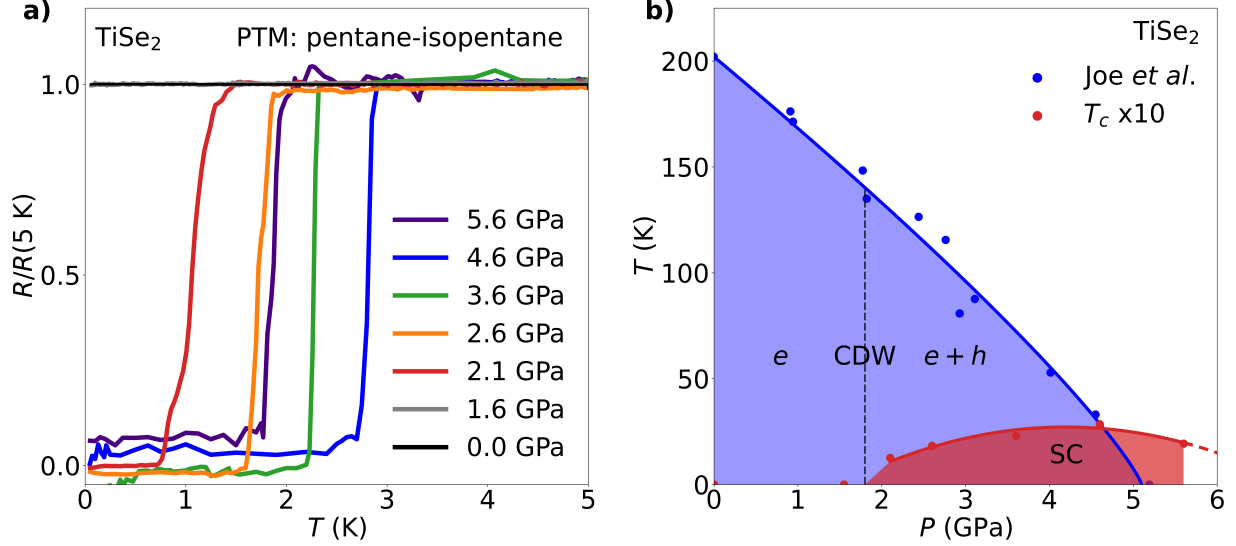 a)
TiSe2
PTM: pentane-isopentane
R/R(5 K)
1.0
0.5
0.0
5.6 GPa
4.6 GPa
3.6 GPa
2.6 GPa
2.1 GPa
1.6 GPa
0.0 GPa
0 1 2 3 4 5
T (K)
b)
TiSe2
Joe et al.
Tc x10
T (K)
200
150
100
50
0
e
CDW
e + h
SC
0 1 2 3 4 5 6
P (GPa)